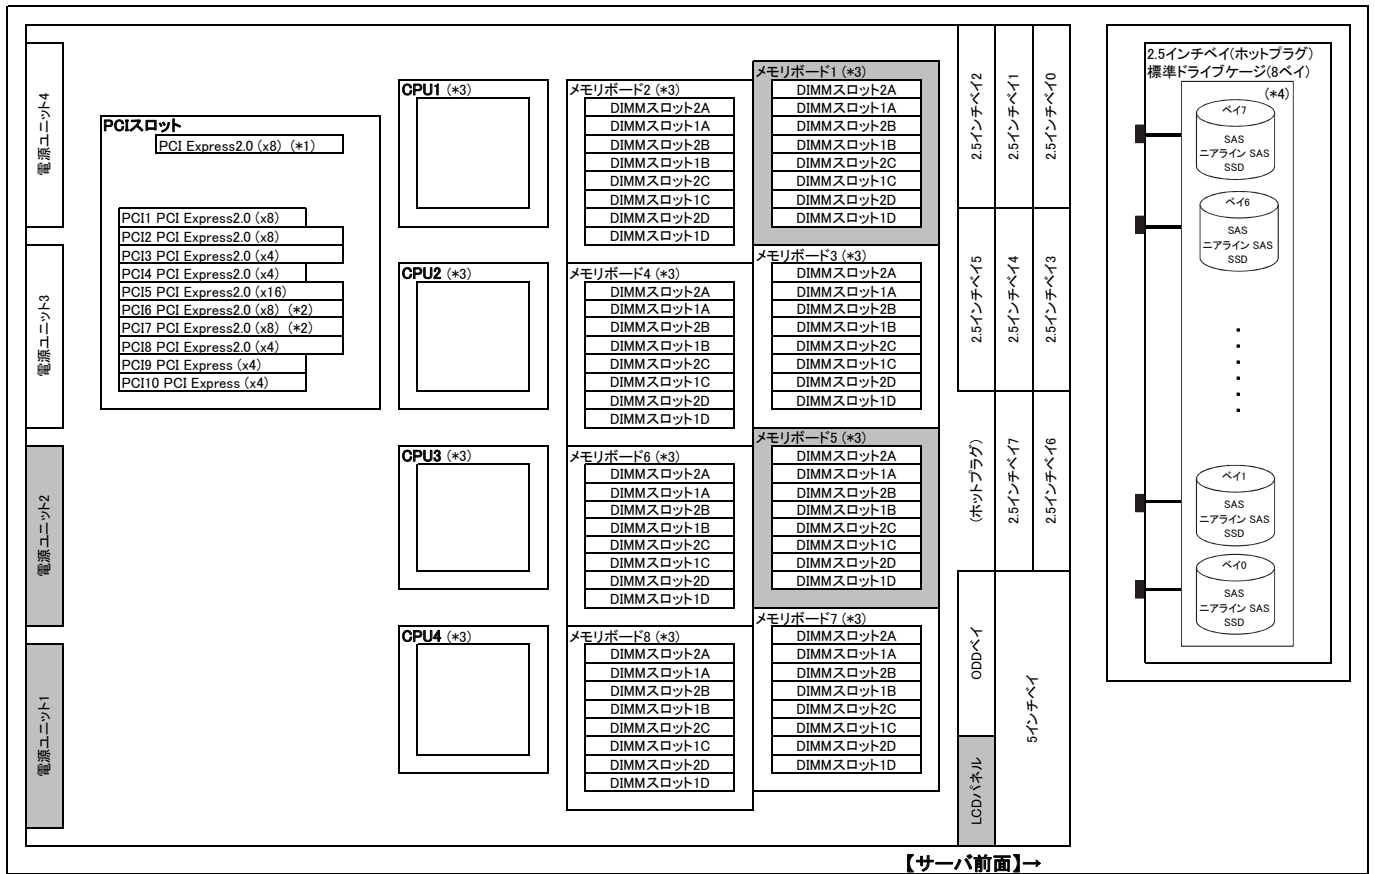 電源ユニット4
電源ユニット3
電源ユニット2
電源ユニット1
PCIスロット
PCI Express2.0 (x8) (*1)
PCI1 PCI Express2.0 (x8)
PCI2 PCI Express2.0 (x8)
PCI3 PCI Express2.0 (x4)
PCI4 PCI Express2.0 (x4)
PCI5 PCI Express2.0 (x16)
PCI6 PCI Express2.0 (x8) (*2)
PCI7 PCI Express2.0 (x8) (*2)
PCI8 PCI Express2.0 (x4)
PCI9 PCI Express (x4)
PCI10 PCI Express (x4)
CPU1 (*3)
CPU2 (*3)
CPU3 (*3)
CPU4 (*3)
メモリボード2 (*3)
DIMMスロット2A
DIMMスロット1A
DIMMスロット2B
DIMMスロット1B
DIMMスロット2C
DIMMスロット1C
DIMMスロット2D
DIMMスロット1D
メモリボード4 (*3)
DIMMスロット2A
DIMMスロット1A
DIMMスロット2B
DIMMスロット1B
DIMMスロット2C
DIMMスロット1C
DIMMスロット2D
DIMMスロット1D
メモリボード6 (*3)
DIMMスロット2A
DIMMスロット1A
DIMMスロット2B
DIMMスロット1B
DIMMスロット2C
DIMMスロット1C
DIMMスロット2D
DIMMスロット1D
メモリボード8 (*3)
DIMMスロット2A
DIMMスロット1A
DIMMスロット2B
DIMMスロット1B
DIMMスロット2C
DIMMスロット1C
DIMMスロット2D
DIMMスロット1D
メモリボード1 (*3)
DIMMスロット2A
DIMMスロット1A
DIMMスロット2B
DIMMスロット1B
DIMMスロット2C
DIMMスロット1C
DIMMスロット2D
DIMMスロット1D
メモリボード3 (*3)
DIMMスロット2A
DIMMスロット1A
DIMMスロット2B
DIMMスロット1B
DIMMスロット2C
DIMMスロット1C
DIMMスロット2D
DIMMスロット1D
メモリボード5 (*3)
DIMMスロット2A
DIMMスロット1A
DIMMスロット2B
DIMMスロット1B
DIMMスロット2C
DIMMスロット1C
DIMMスロット2D
DIMMスロット1D
メモリボード7 (*3)
DIMMスロット2A
DIMMスロット1A
DIMMスロット2B
DIMMスロット1B
DIMMスロット2C
DIMMスロット1C
DIMMスロット2D
DIMMスロット1D
2.5インチベイ2
2.5インチベイ1
2.5インチベイ0
2.5インチベイ5
2.5インチベイ4
2.5インチベイ3
(ホットプラグ)
2.5インチベイ7
2.5インチベイ6
ODDベイ
5インチベイ
LCDパネル
【サーバ前面】→
2.5インチベイ(ホットプラグ)
標準ドライブケージ(8ベイ)
(*4)
ベイ7
SAS
ニアライン SAS
SSD
ベイ6
SAS
ニアライン SAS
SSD
ベイ1
SAS
ニアライン SAS
SSD
ベイ0
SAS
ニアライン SAS
SSD